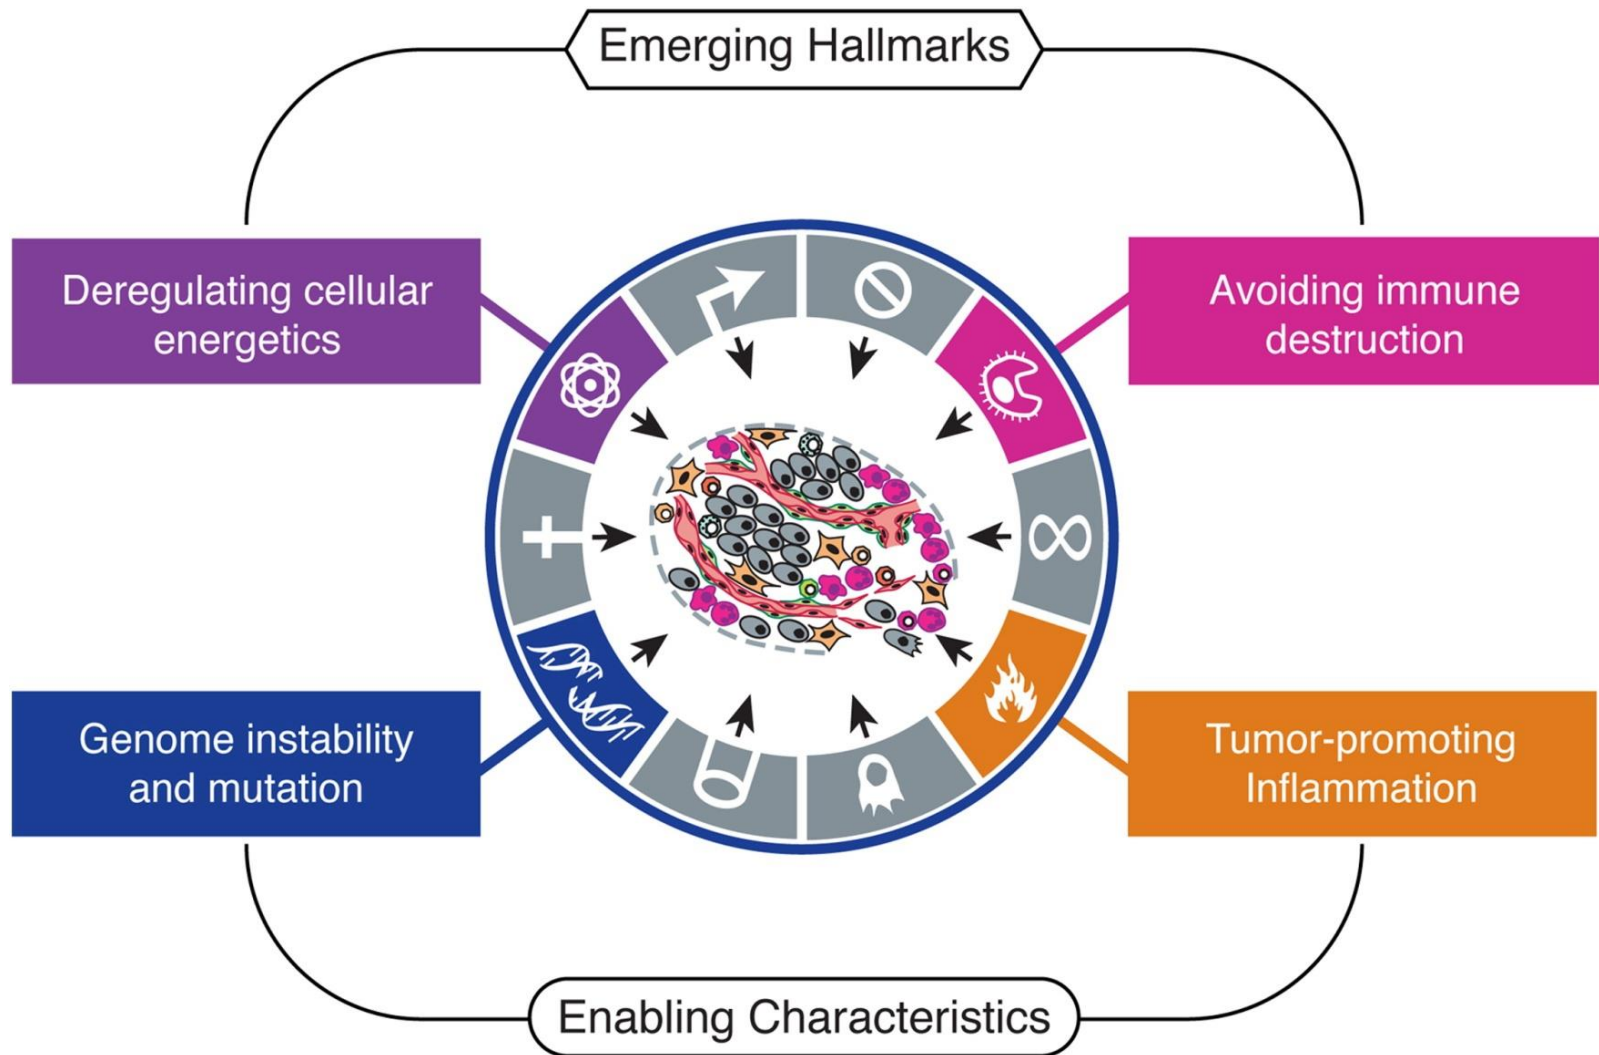 Emerging Hallmarks
Deregulating cellular
energetics
Avoiding immune
destruction
Genome instability
and mutation
Tumor-promoting
Inflammation
Enabling Characteristics